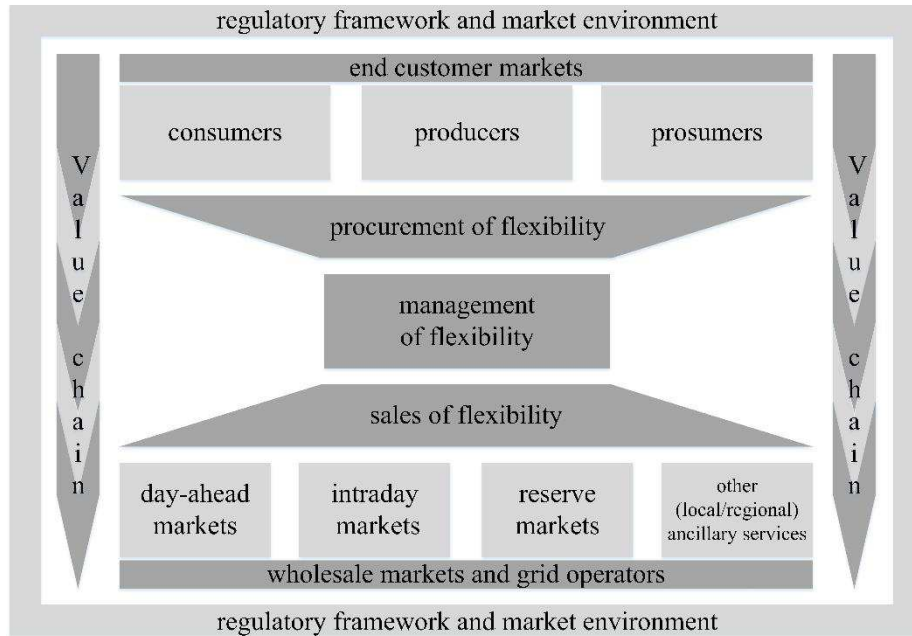 regulatory framework and market environment
end customer markets
consumers
producers
prosumers
procurement of flexibility
management
of flexibility
sales of flexibility
day-ahead
markets
intraday
markets
reserve
markets
other
(local/regional)
ancillary services
wholesale markets and grid operators
regulatory framework and market environment
Value chain
Value chain